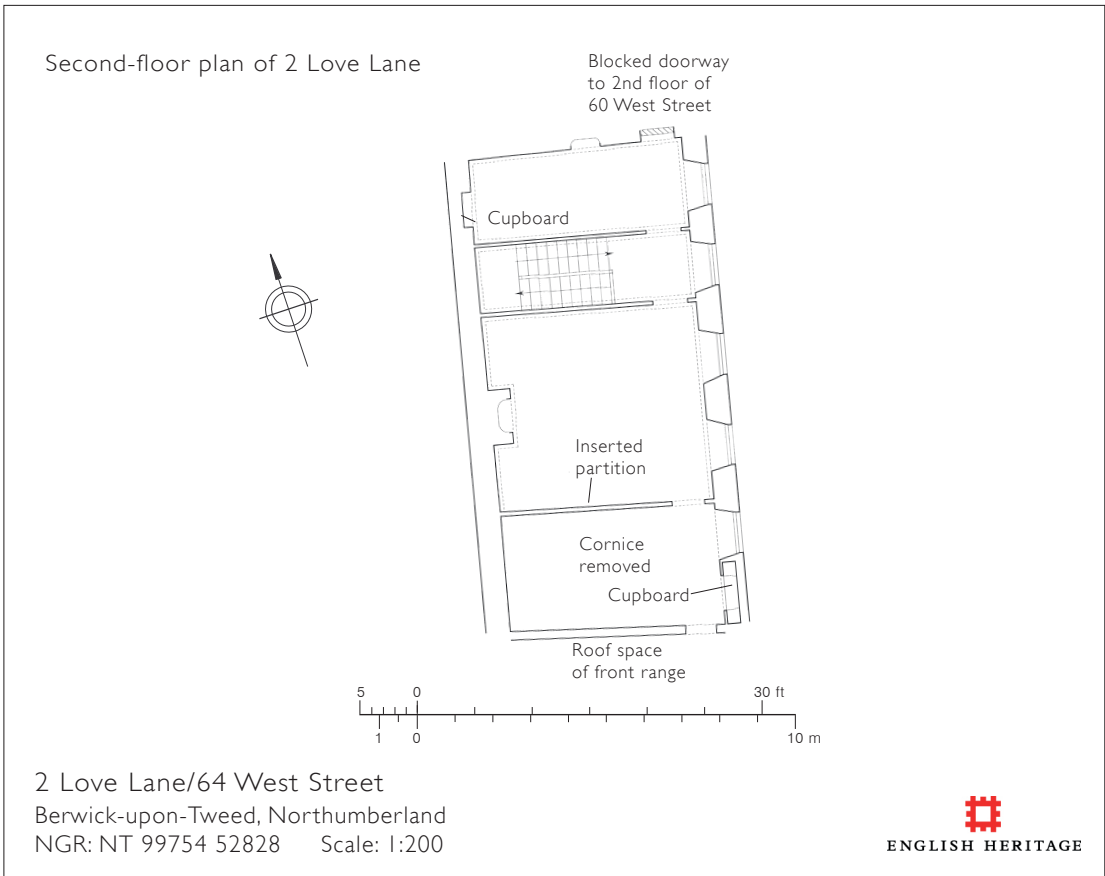 Second-floor plan of 2 Love Lane
Blocked doorway
to 2nd floor of
60 West Street
Cupboard
Inserted
partition
Cornice
removed
Cupboard
Roof space
of front range
5 0 30 ft
1 0 10 m
2 Love Lane/64 West Street
Berwick-upon-Tweed, Northumberland
NGR: NT 99754 52828 Scale: 1:200
ENGLISH HERITAGE